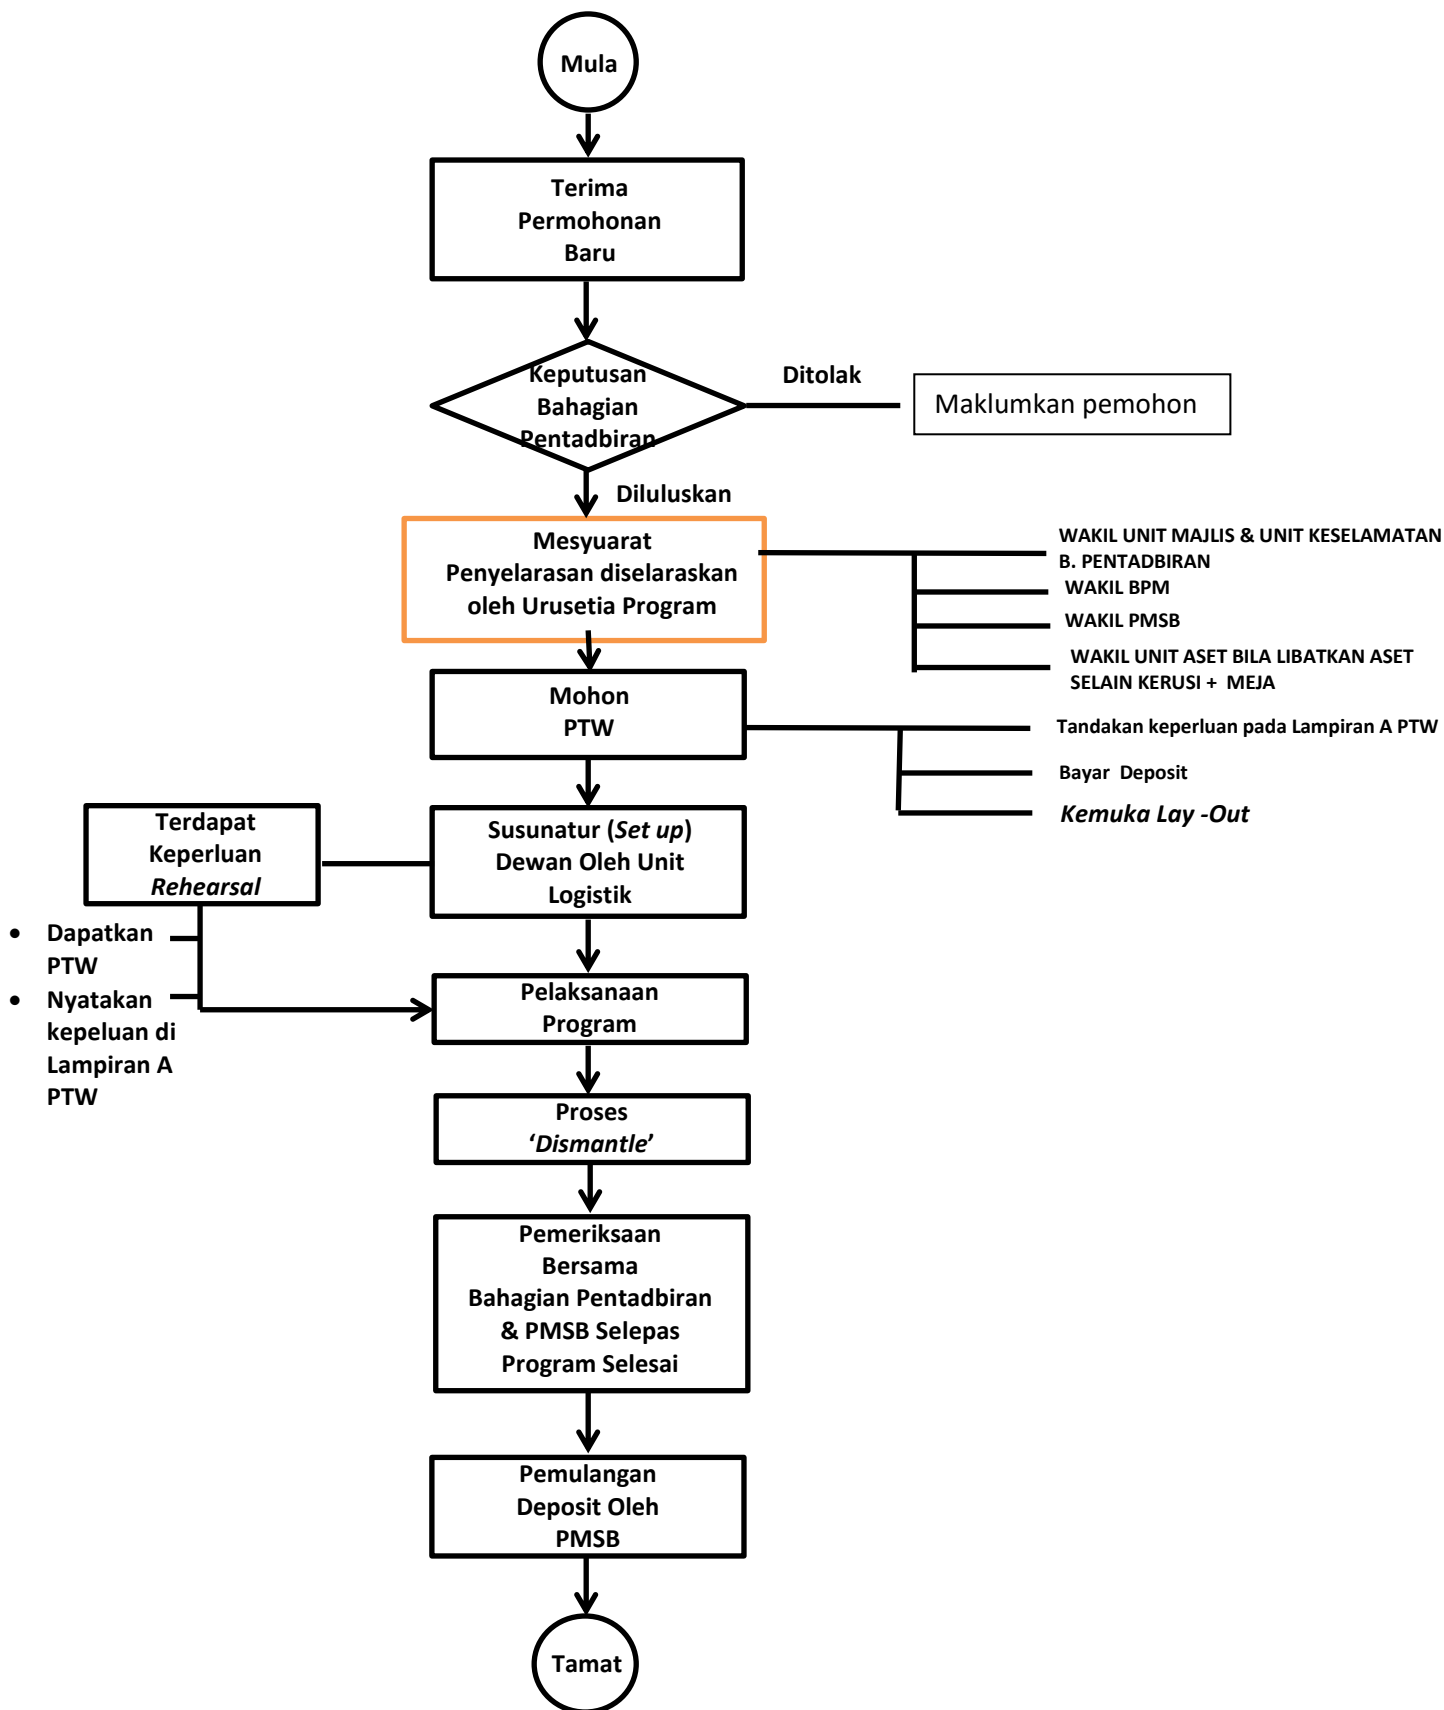 Mula
Terima
Permohonan
Baru
Keputusan
Bahagian
Pentadbiran
Ditolak
Maklumkan pemohon
Diluluskan
Mesyuarat
Penyelarasan diselaraskan
oleh Urusetia Program
WAKIL UNIT MAJLIS & UNIT KESELAMATAN
B. PENTADBIRAN
WAKIL BPM
WAKIL PMSB
WAKIL UNIT ASET BILA LIBATKAN ASET
SELAIN KERUSI + MEJA
Mohon
PTW
Tandakan keperluan pada Lampiran A PTW
Bayar Deposit
Kemuka Lay -Out
Terdapat
Keperluan
Rehearsal
Susunatur (Set up)
Dewan Oleh Unit
Logistik
• Dapatkan
PTW
• Nyatakan
kepeluan di
Lampiran A
PTW
Pelaksanaan
Program
Proses
‘Dismantle’
Pemeriksaan
Bersama
Bahagian Pentadbiran
& PMSB Selepas
Program Selesai
Pemulangan
Deposit Oleh
PMSB
Tamat